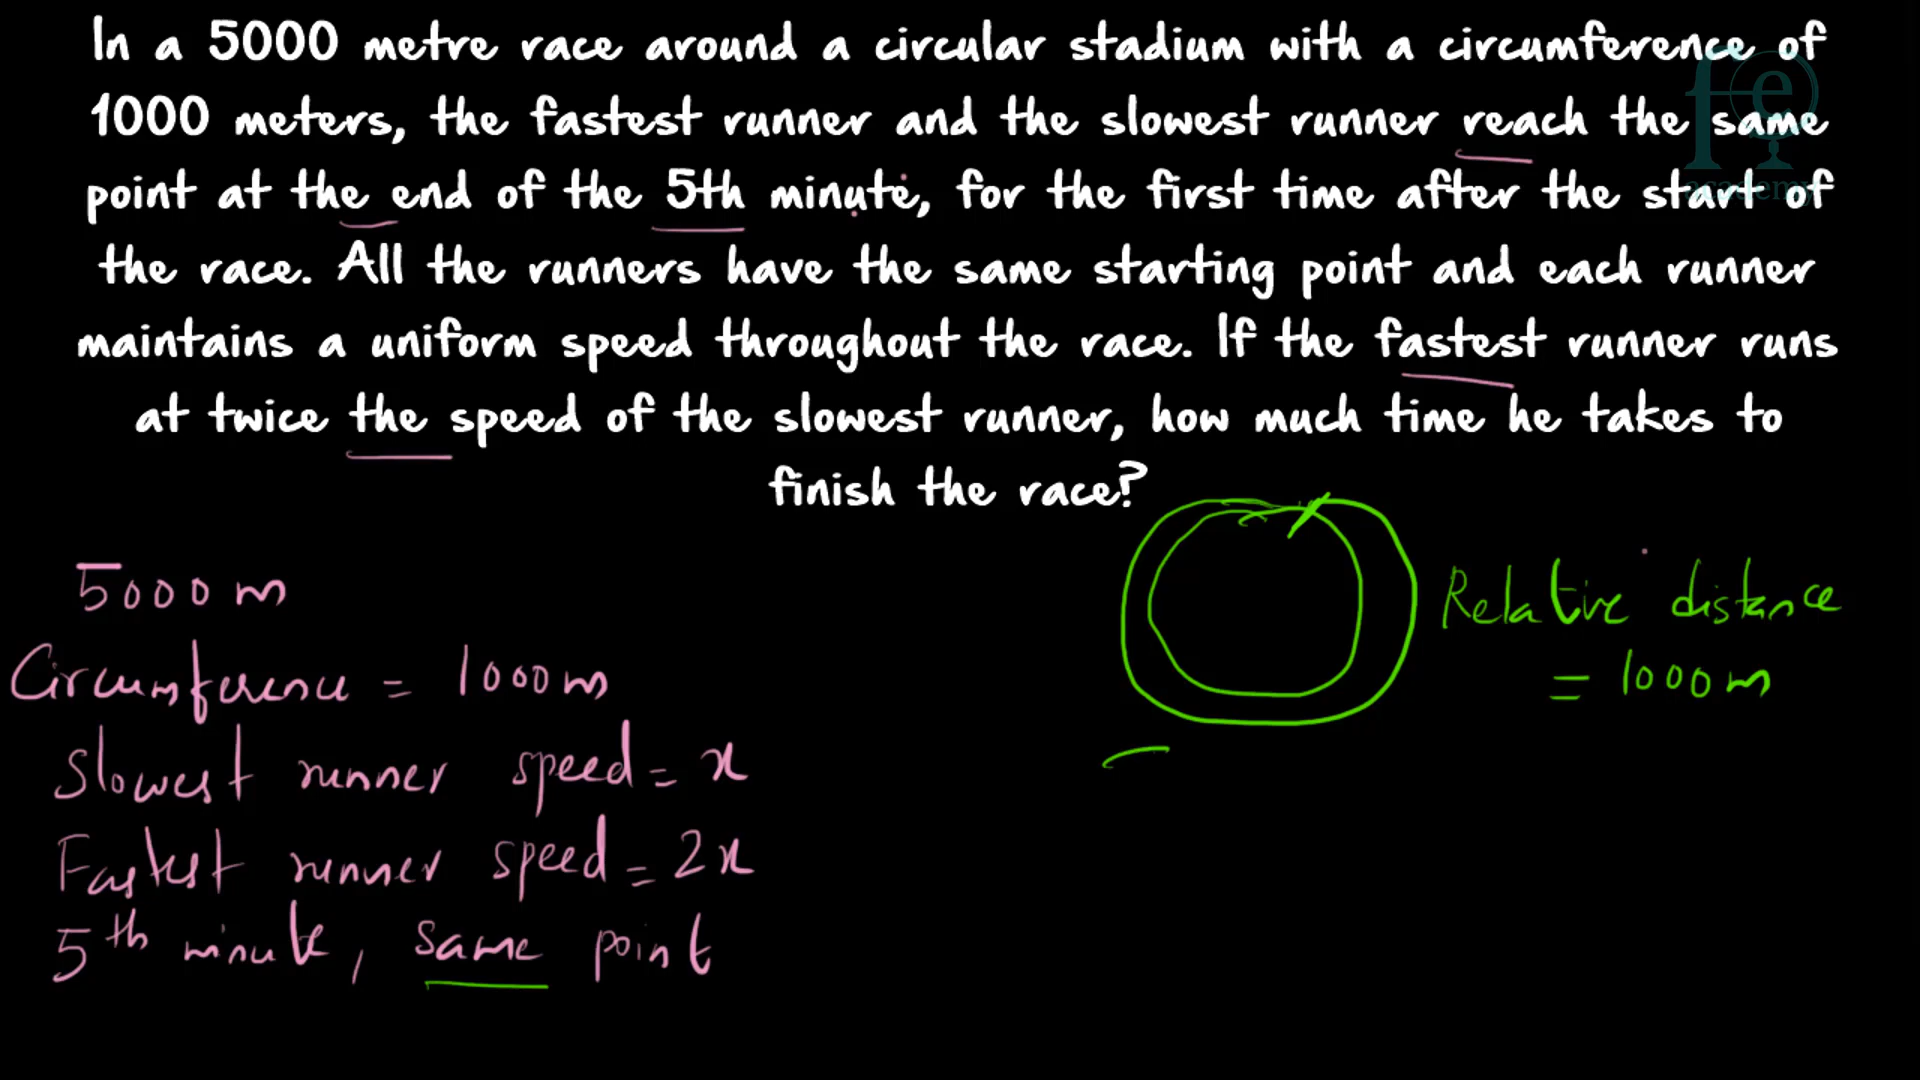 In a 5000 metre race around a circular stadium with a circumference of
1000 meters, the fastest runner and the slowest runner reach the same
point at the end of the 5th minute, for the first time after the start of
the race. All the runners have the same starting point and each runner
maintains a uniform speed throughout the race. If the fastest runner runs
at twice the speed of the slowest runner, how much time he takes to
finish the race?
fe
academy
5000 m
Circumference = 1000 m
Slowest runner speed = x
Fastest runner speed = 2x
5th minute, same point
Relative distance
= 1000 m